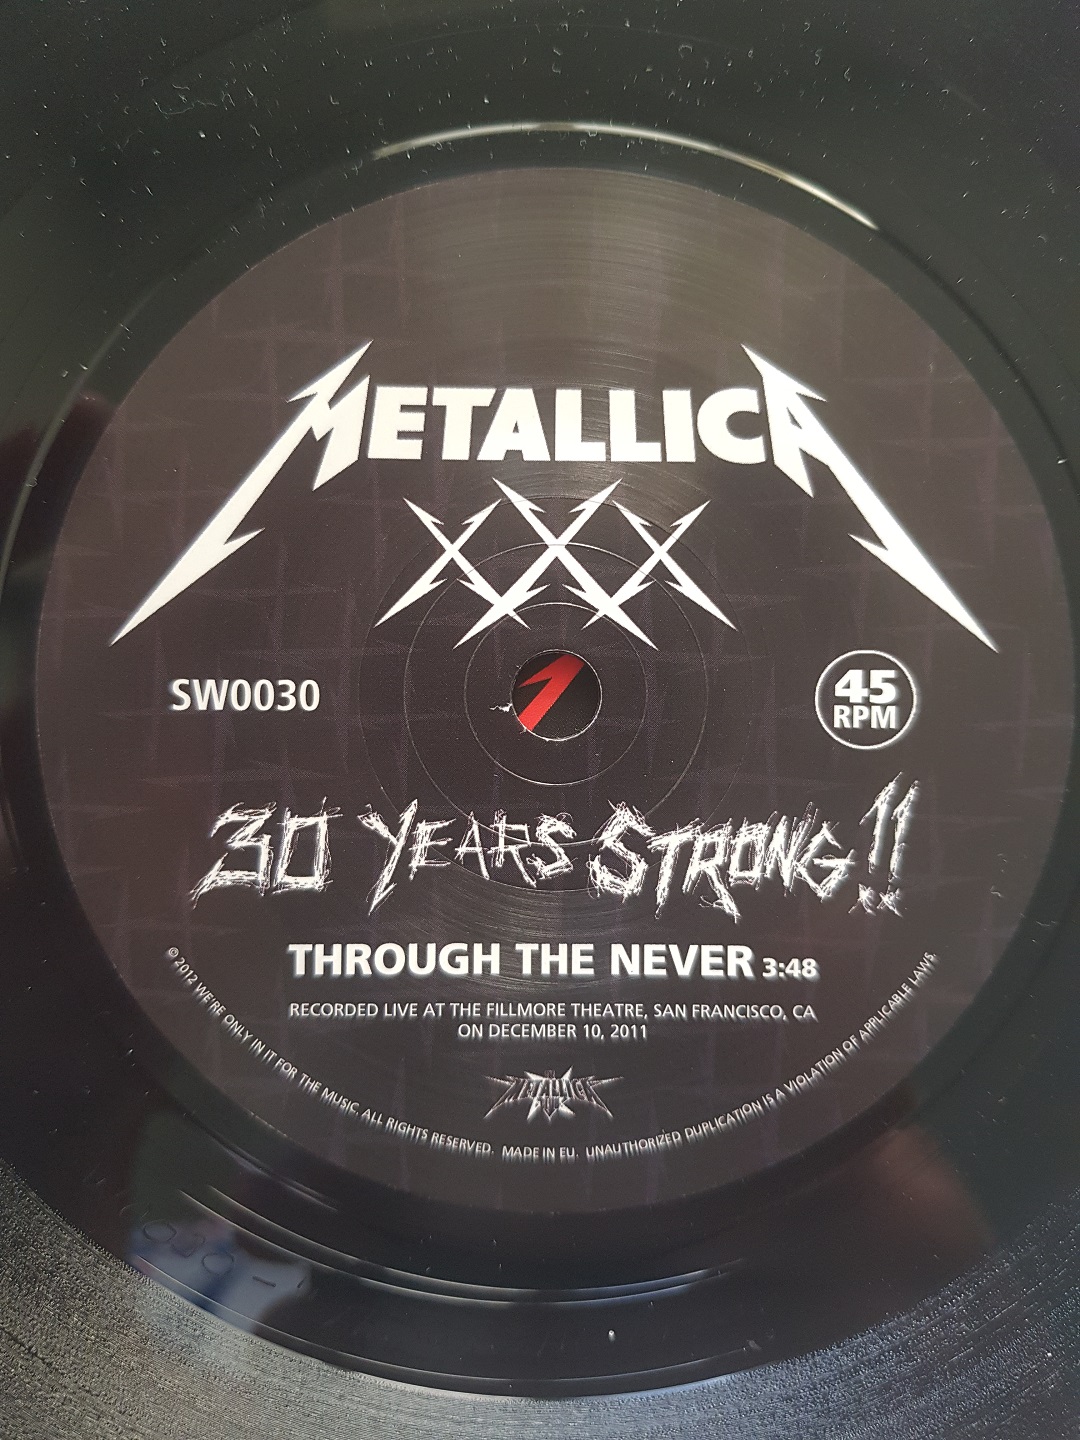 METALLICA
XXX
SW0030
45
RPM
30 YEARS STRONG!!
THROUGH THE NEVER 3:48
RECORDED LIVE AT THE FILLMORE THEATRE, SAN FRANCISCO, CA
ON DECEMBER 10, 2011
METALLICA
© 2012 WE'RE ONLY IN IT FOR THE MUSIC. ALL RIGHTS RESERVED. MADE IN EU. UNAUTHORIZED DUPLICATION IS A VIOLATION OF APPLICABLE LAWS.